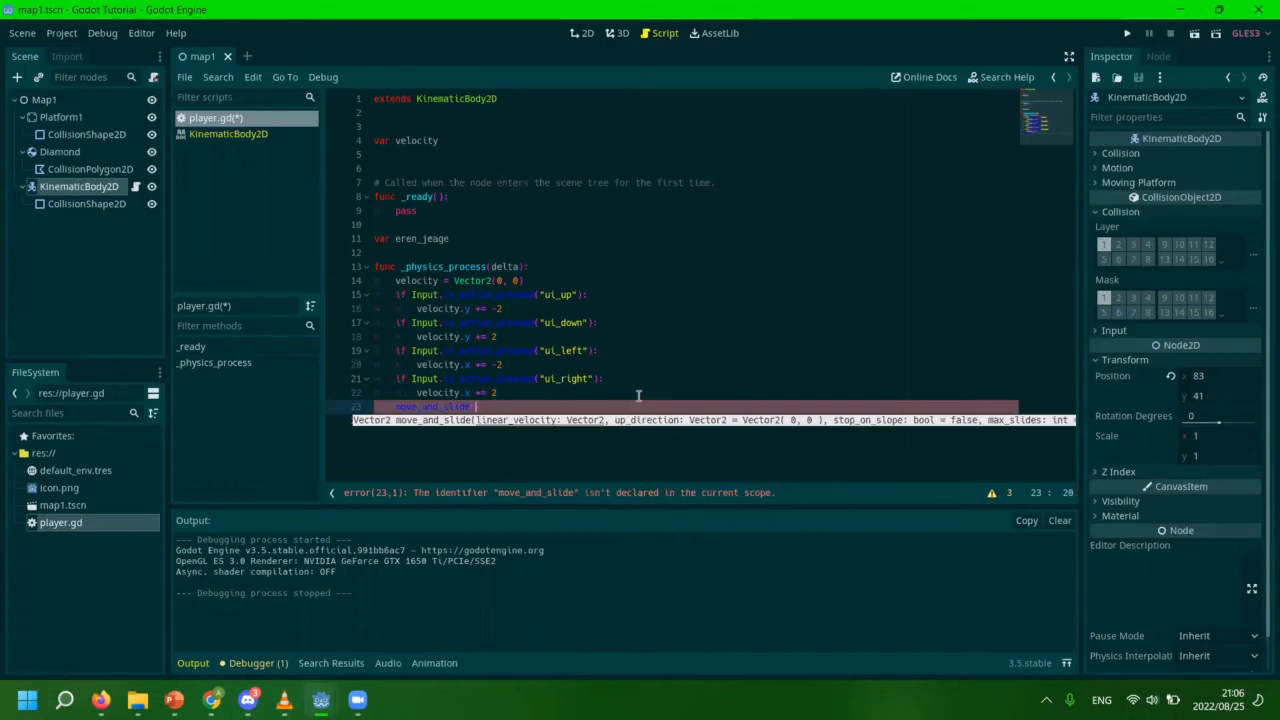 map1.tscn - Godot Tutorial - Godot Engine
Scene Project Debug Editor Help
2D 3D Script AssetLib
GLES3
Scene Import
Filter nodes
Map1
Platform1
CollisionShape2D
Diamond
CollisionPolygon2D
KinematicBody2D
CollisionShape2D
FileSystem
res://player.gd
Search files
Favorites:
res://
default_env.tres
icon.png
map1.tscn
player.gd
map1
File Search Edit Go To Debug
Online Docs Search Help
Filter scripts
player.gd(*)
KinematicBody2D
player.gd(*)
Filter methods
_ready
_physics_process
1 extends KinematicBody2D
2
3
4 var velocity
5
6
7 # Called when the node enters the scene tree for the first time.
8 func _ready():
9 pass
10
11 var eren_jeage
12
13 func _physics_process(delta):
14 velocity = Vector2(0, 0)
15 if Input.is_action_pressed("ui_up"):
16 velocity.y += -2
17 if Input.is_action_pressed("ui_down"):
18 velocity.y += 2
19 if Input.is_action_pressed("ui_left"):
20 velocity.x += -2
21 if Input.is_action_pressed("ui_right"):
22 velocity.x += 2
23 move_and_slide
Vector2 move_and_slide(linear_velocity: Vector2, up_direction: Vector2 = Vector2( 0, 0 ), stop_on_slope: bool = false, max_slides: int =
error(23,1): The identifier "move_and_slide" isn't declared in the current scope.
3 23 : 20
Output:
Copy Clear
--- Debugging process started ---
Godot Engine v3.5.stable.official.991bb6ac7 - https://godotengine.org
OpenGL ES 3.0 Renderer: NVIDIA GeForce GTX 1650 Ti/PCIe/SSE2
Async. shader compilation: OFF
--- Debugging process stopped ---
Output Debugger (1) Search Results Audio Animation
3.5.stable
Inspector Node
KinematicBody2D
Filter properties
KinematicBody2D
Collision
Motion
Moving Platform
CollisionObject2D
Collision
Layer
1 2 3 4 9 10 11 12
5 6 7 8 13 14 15 16
Mask
1 2 3 4 9 10 11 12
5 6 7 8 13 14 15 16
Input
Node2D
Transform
Position x 83
y 41
Rotation Degrees 0
Scale x 1
y 1
Z Index
CanvasItem
Visibility
Material
Node
Editor Description
Pause Mode Inherit
Physics Interpolati Inherit
3
ENG
21:06
2022/08/25